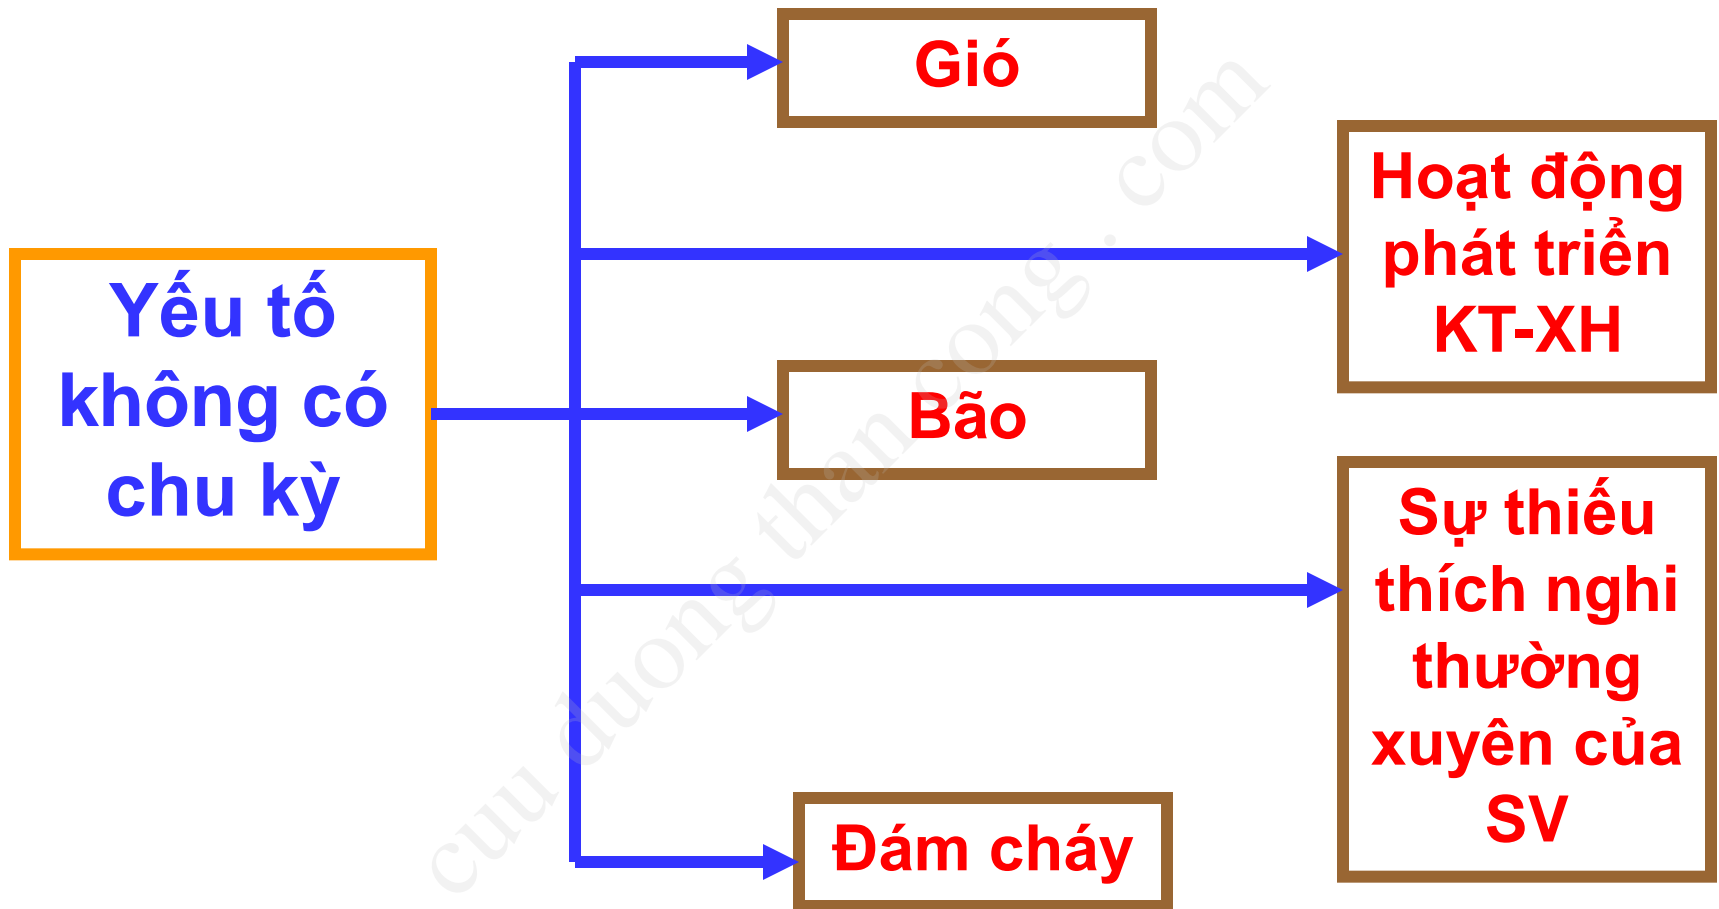 Gió
Hoạt động
phát triển
KT-XH
Yếu tố
không có
chu kỳ
Bão
Sự thiếu
thích nghi
thường
xuyên của
SV
Đám cháy
cuu duong than cong . com